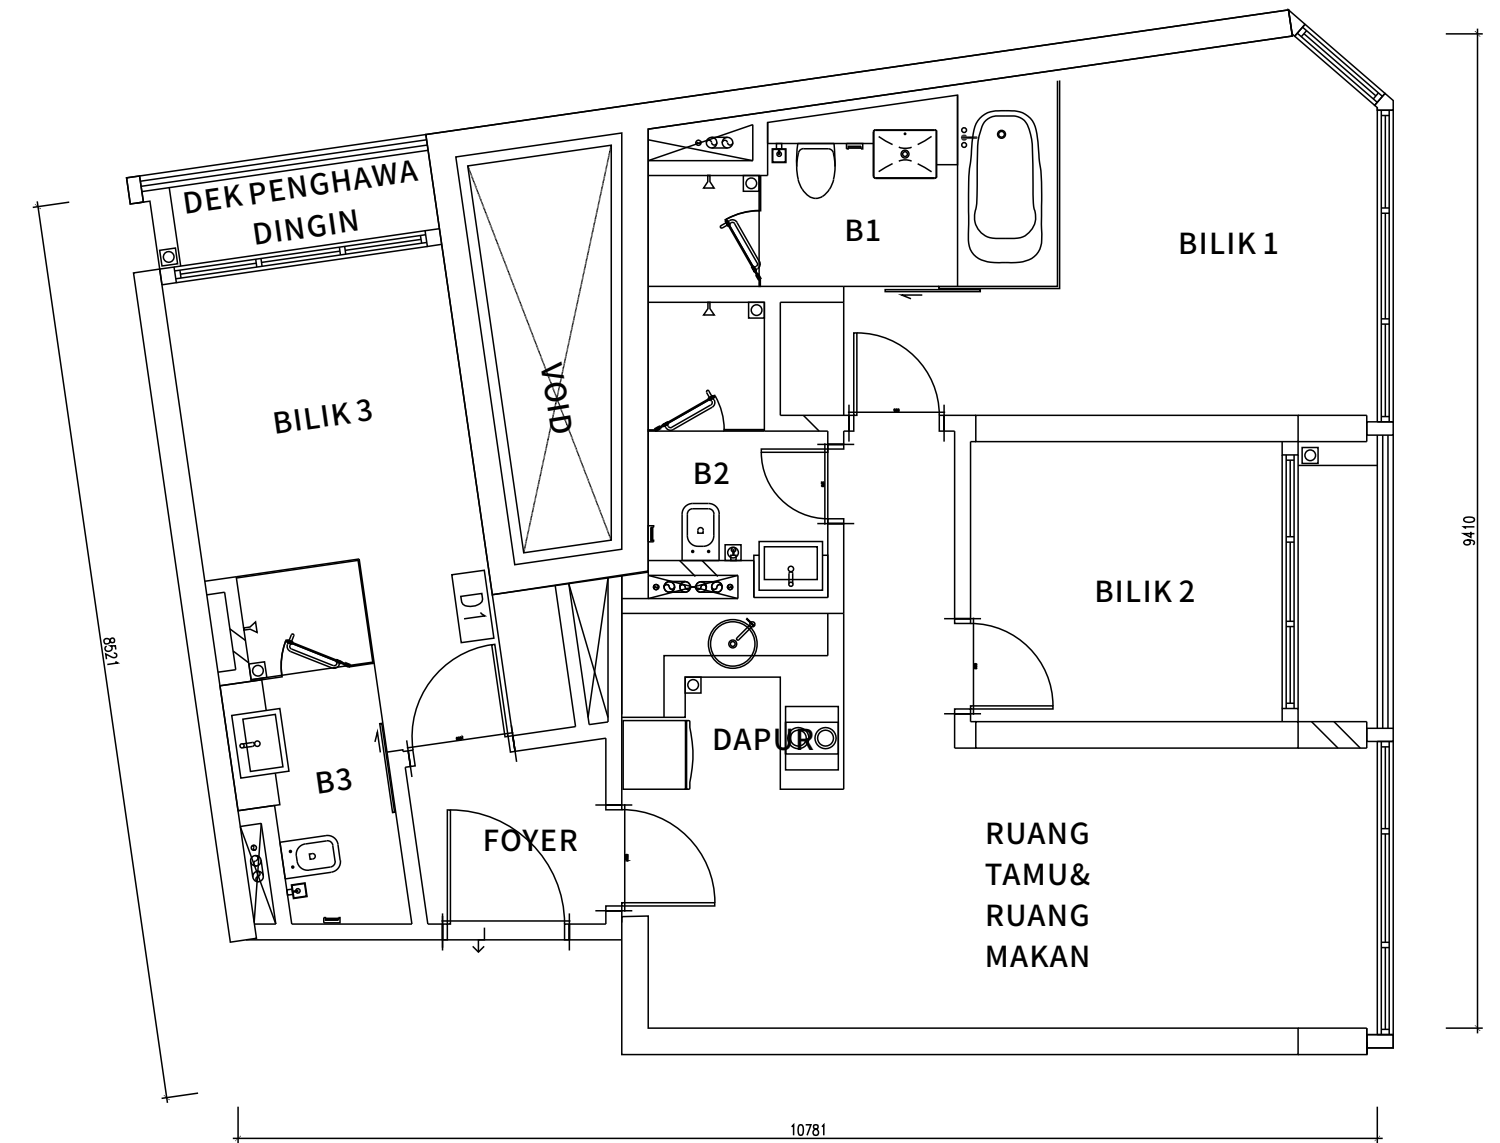 DEK PENGHAWA
DINGIN
B1
BILIK 1
VOID
BILIK 3
B2
9410
BILIK 2
D1
8521
DAPUR
B3
FOYER
RUANG
TAMU&
RUANG
MAKAN
10781